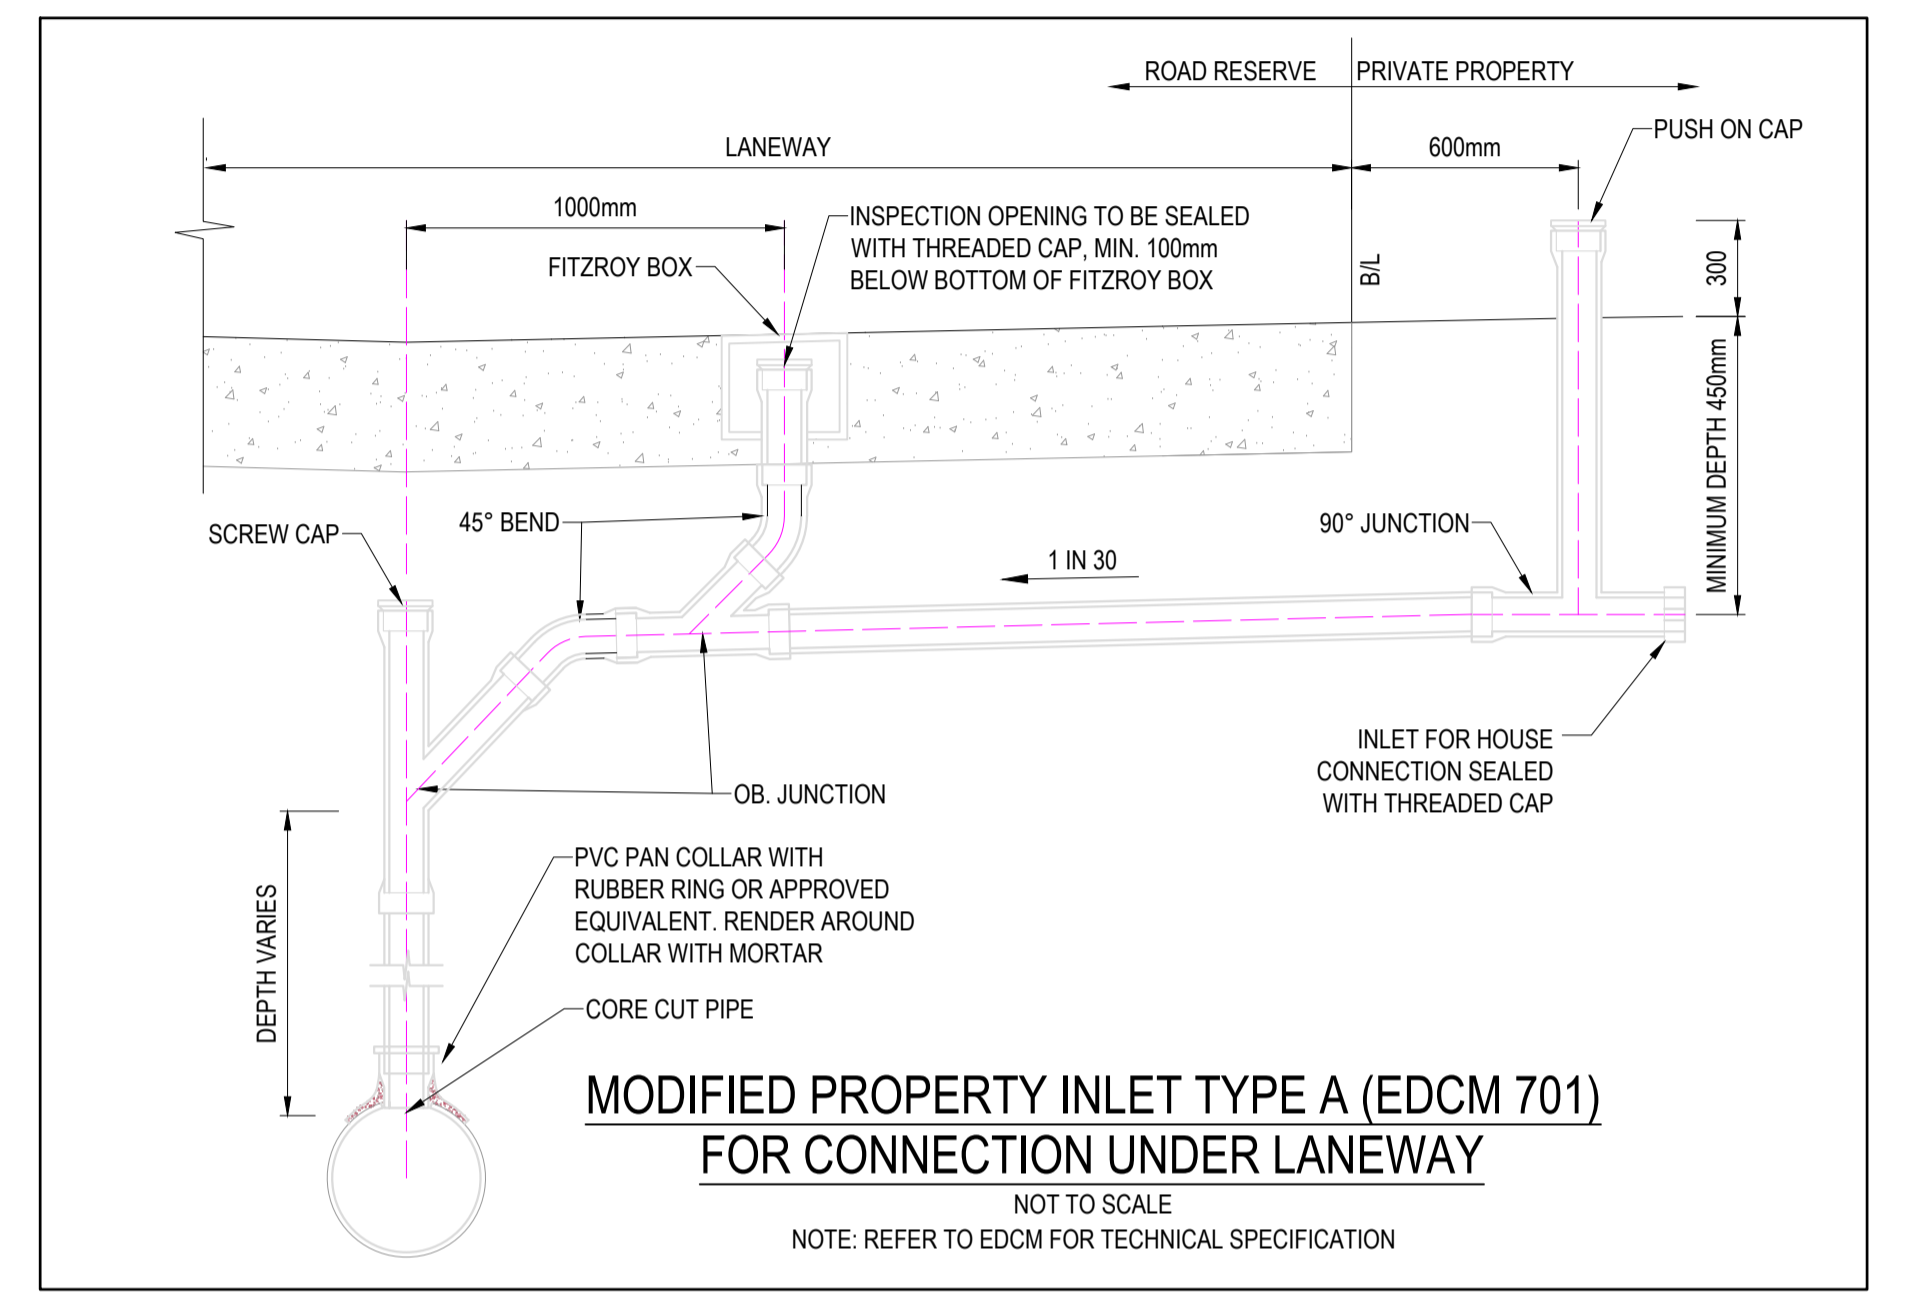 ROAD RESERVE
PRIVATE PROPERTY
PUSH ON CAP
LANEWAY
600mm
1000mm
INSPECTION OPENING TO BE SEALED
WITH THREADED CAP, MIN. 100mm
BELOW BOTTOM OF FITZROY BOX
FITZROY BOX
B/L
300
MINIMUM DEPTH 450mm
SCREW CAP
45° BEND
90° JUNCTION
1 IN 30
INLET FOR HOUSE
CONNECTION SEALED
WITH THREADED CAP
OB. JUNCTION
DEPTH VARIES
PVC PAN COLLAR WITH
RUBBER RING OR APPROVED
EQUIVALENT. RENDER AROUND
COLLAR WITH MORTAR
CORE CUT PIPE
MODIFIED PROPERTY INLET TYPE A (EDCM 701)
FOR CONNECTION UNDER LANEWAY
NOT TO SCALE
NOTE: REFER TO EDCM FOR TECHNICAL SPECIFICATION